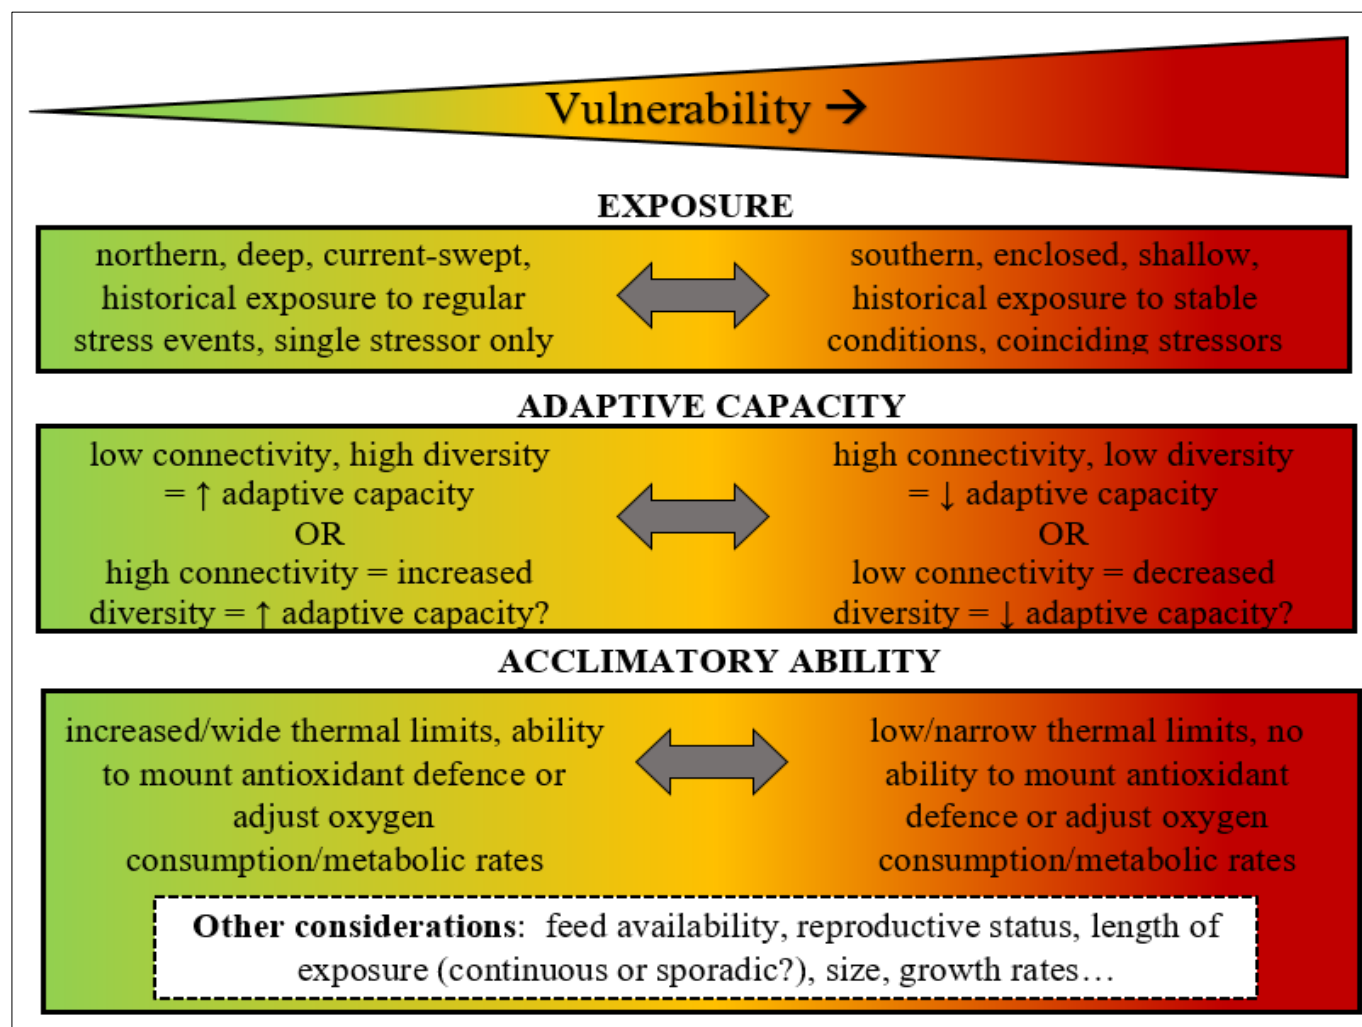 Vulnerability →
EXPOSURE
northern, deep, current-swept,
historical exposure to regular
stress events, single stressor only
southern, enclosed, shallow,
historical exposure to stable
conditions, coinciding stressors
ADAPTIVE CAPACITY
low connectivity, high diversity
= ↑ adaptive capacity
OR
high connectivity = increased
diversity = ↑ adaptive capacity?
high connectivity, low diversity
= ↓ adaptive capacity
OR
low connectivity = decreased
diversity = ↓ adaptive capacity?
ACCLIMATORY ABILITY
increased/wide thermal limits, ability
to mount antioxidant defence or
adjust oxygen
consumption/metabolic rates
low/narrow thermal limits, no
ability to mount antioxidant
defence or adjust oxygen
consumption/metabolic rates
Other considerations: feed availability, reproductive status, length of
exposure (continuous or sporadic?), size, growth rates…